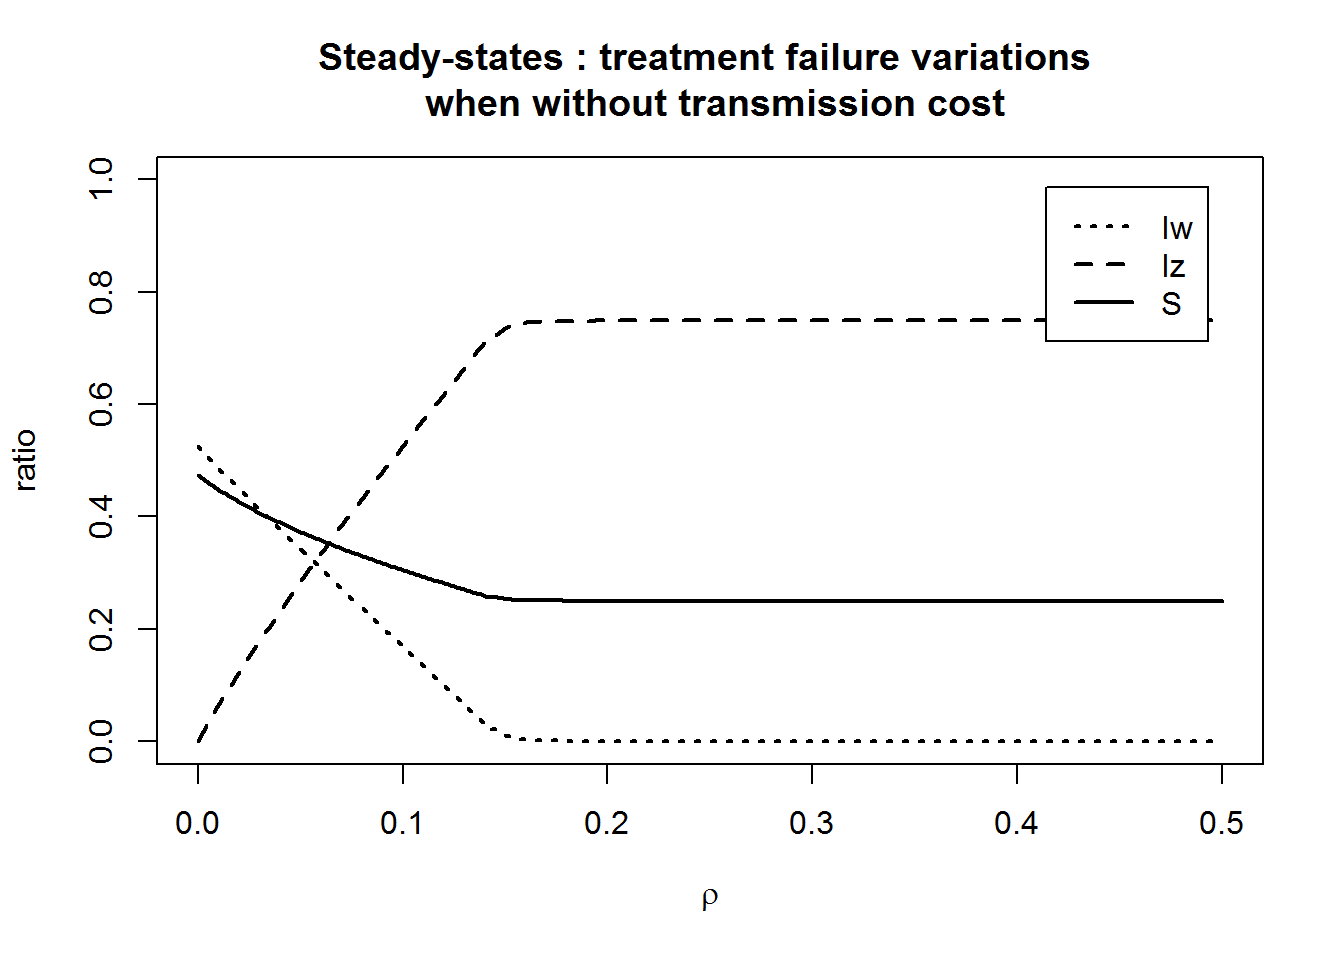 Steady-states : treatment failure variations
when without transmission cost
1.0
0.8
0.6
0.4
0.2
0.0
ratio
Iw
Iz
S
0.0 0.1 0.2 0.3 0.4 0.5
ρ